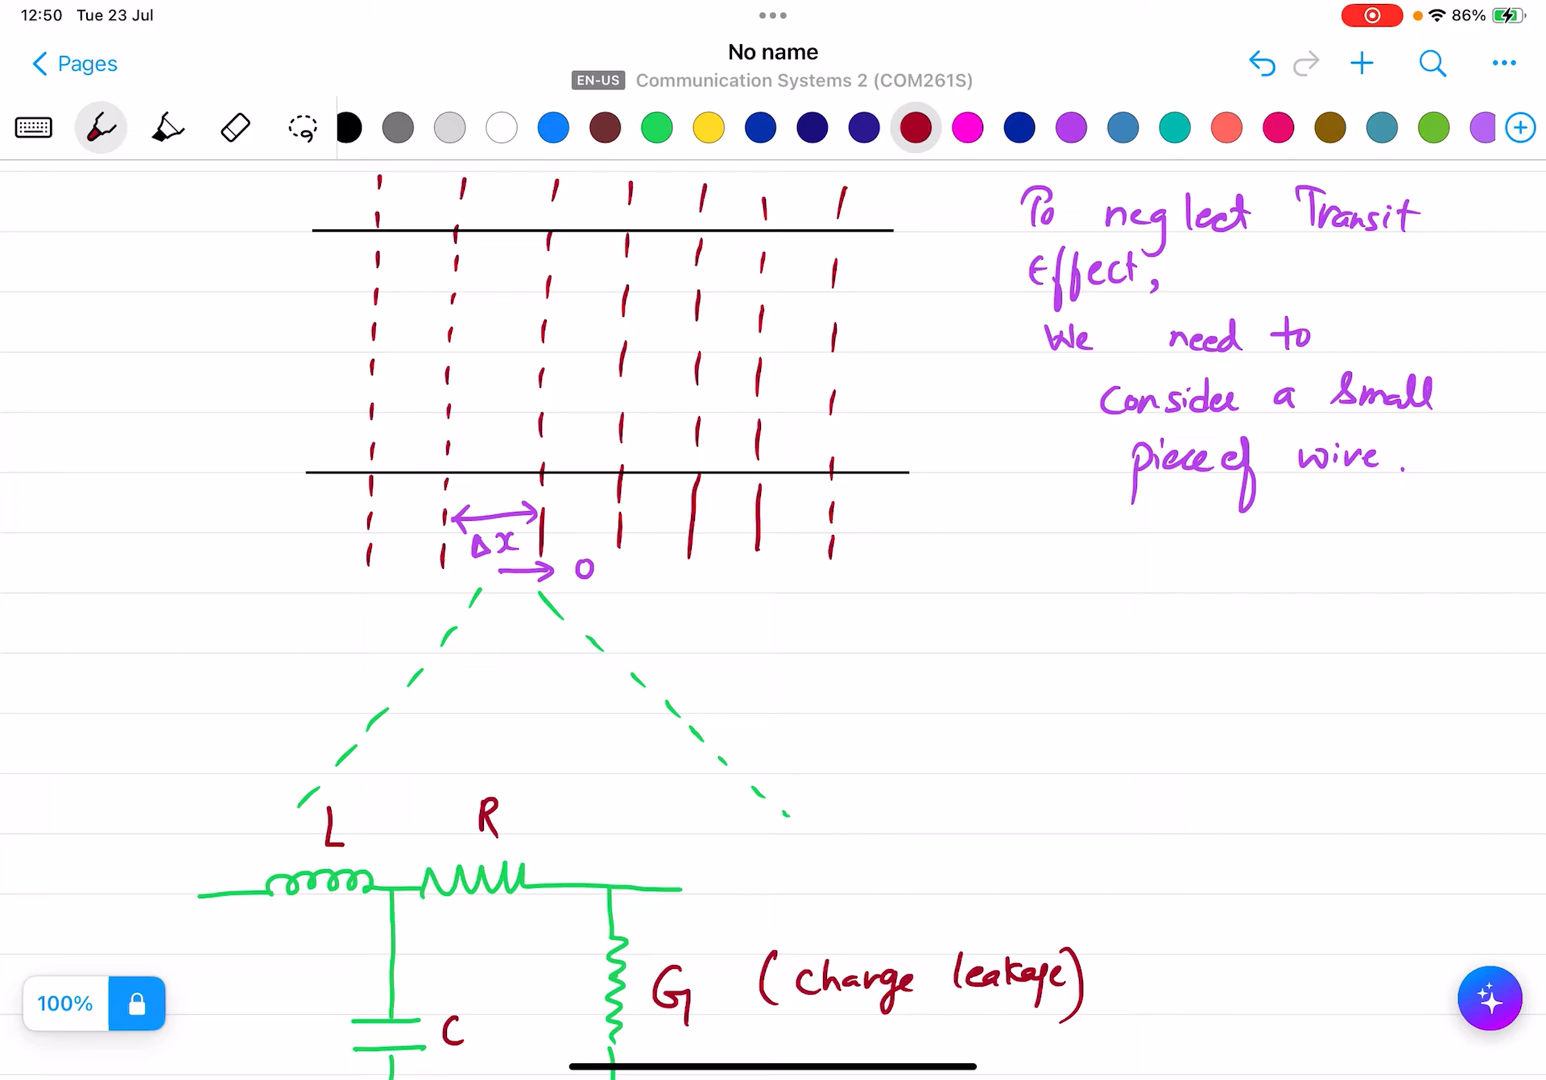 12:50 Tue 23 Jul
86%
Pages
No name
EN-US Communication Systems 2 (COM261S)
To neglect Transit
Effect,
We need to
Consider a small
piece of wire.
Δx
→ 0
L
R
G (charge leakage)
C
100%